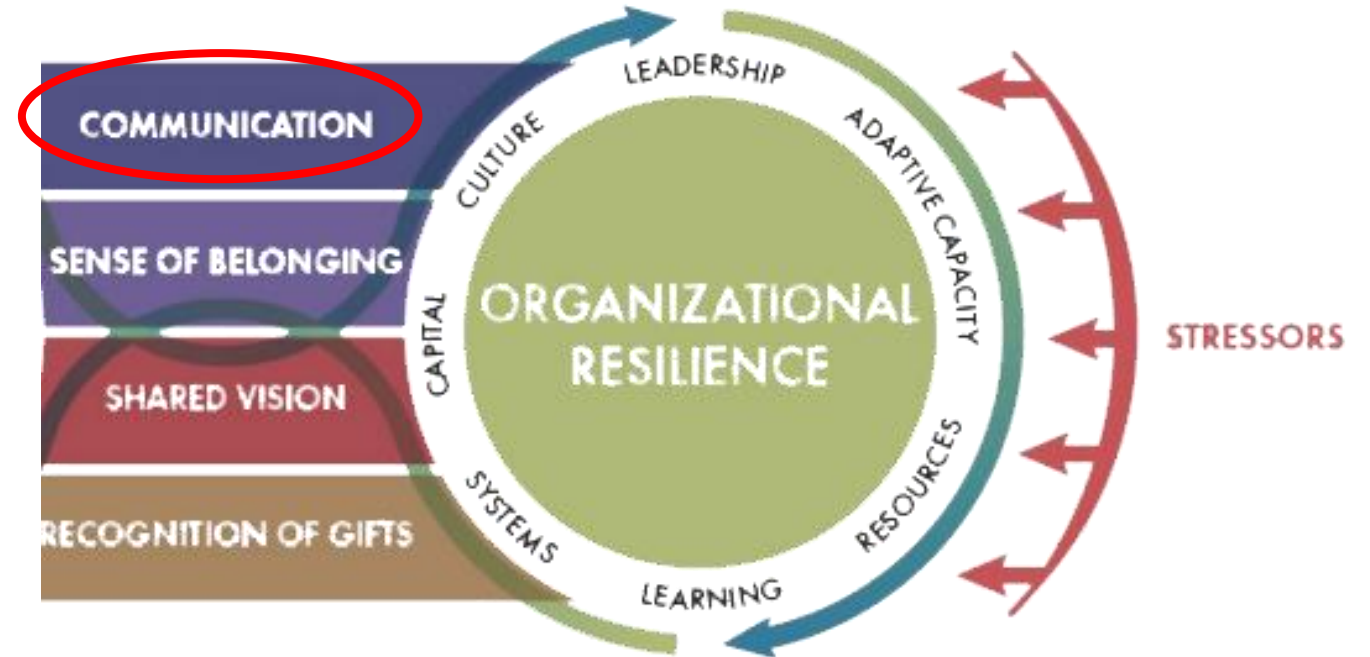 COMMUNICATION
SENSE OF BELONGING
SHARED VISION
RECOGNITION OF GIFTS
CULTURE
LEADERSHIP
ADAPTIVE CAPACITY
CAPITAL
ORGANIZATIONAL
RESILIENCE
SYSTEMS
LEARNING
RESOURCES
STRESSORS